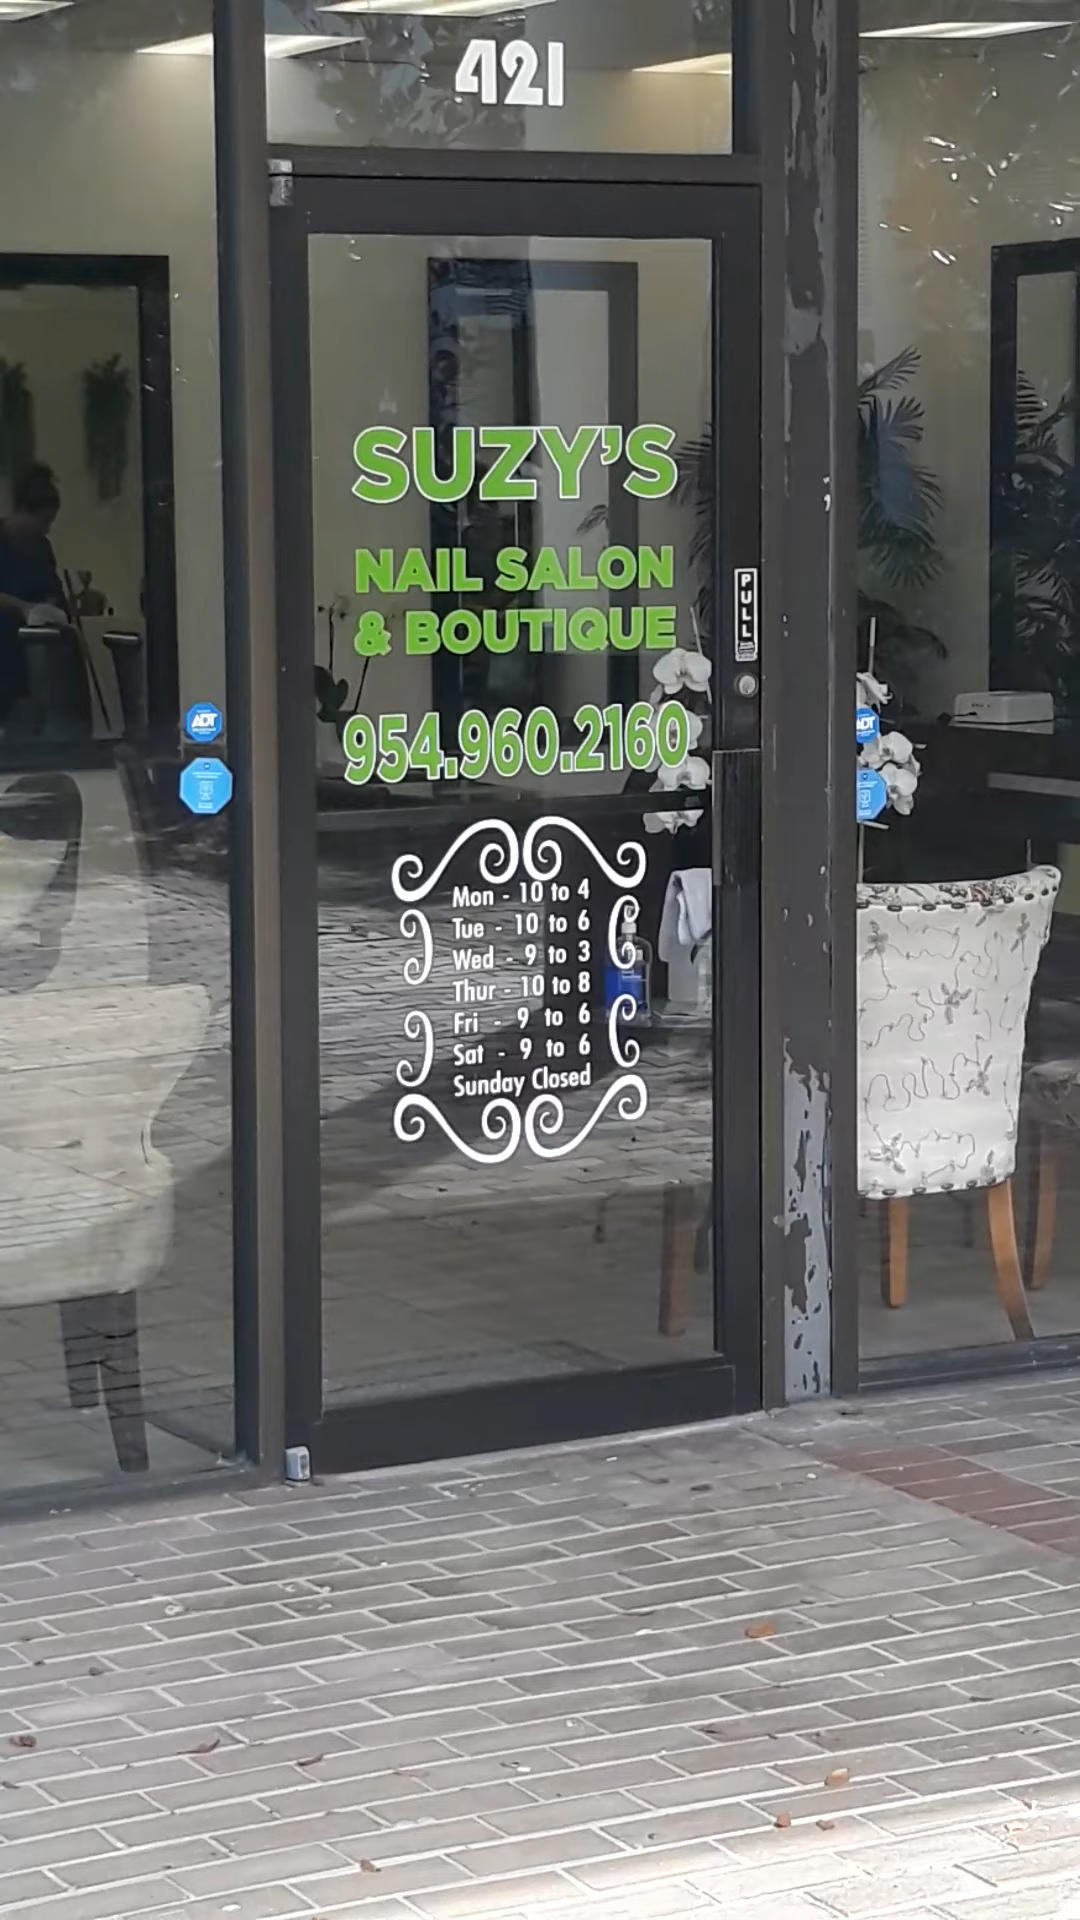 421
SUZY'S
NAIL SALON
& BOUTIQUE
PULL
954.960.2160
ADT
ADT
Mon - 10 to 4
Tue - 10 to 6
Wed - 9 to 3
Thur - 10 to 8
Fri - 9 to 6
Sat - 9 to 6
Sunday Closed